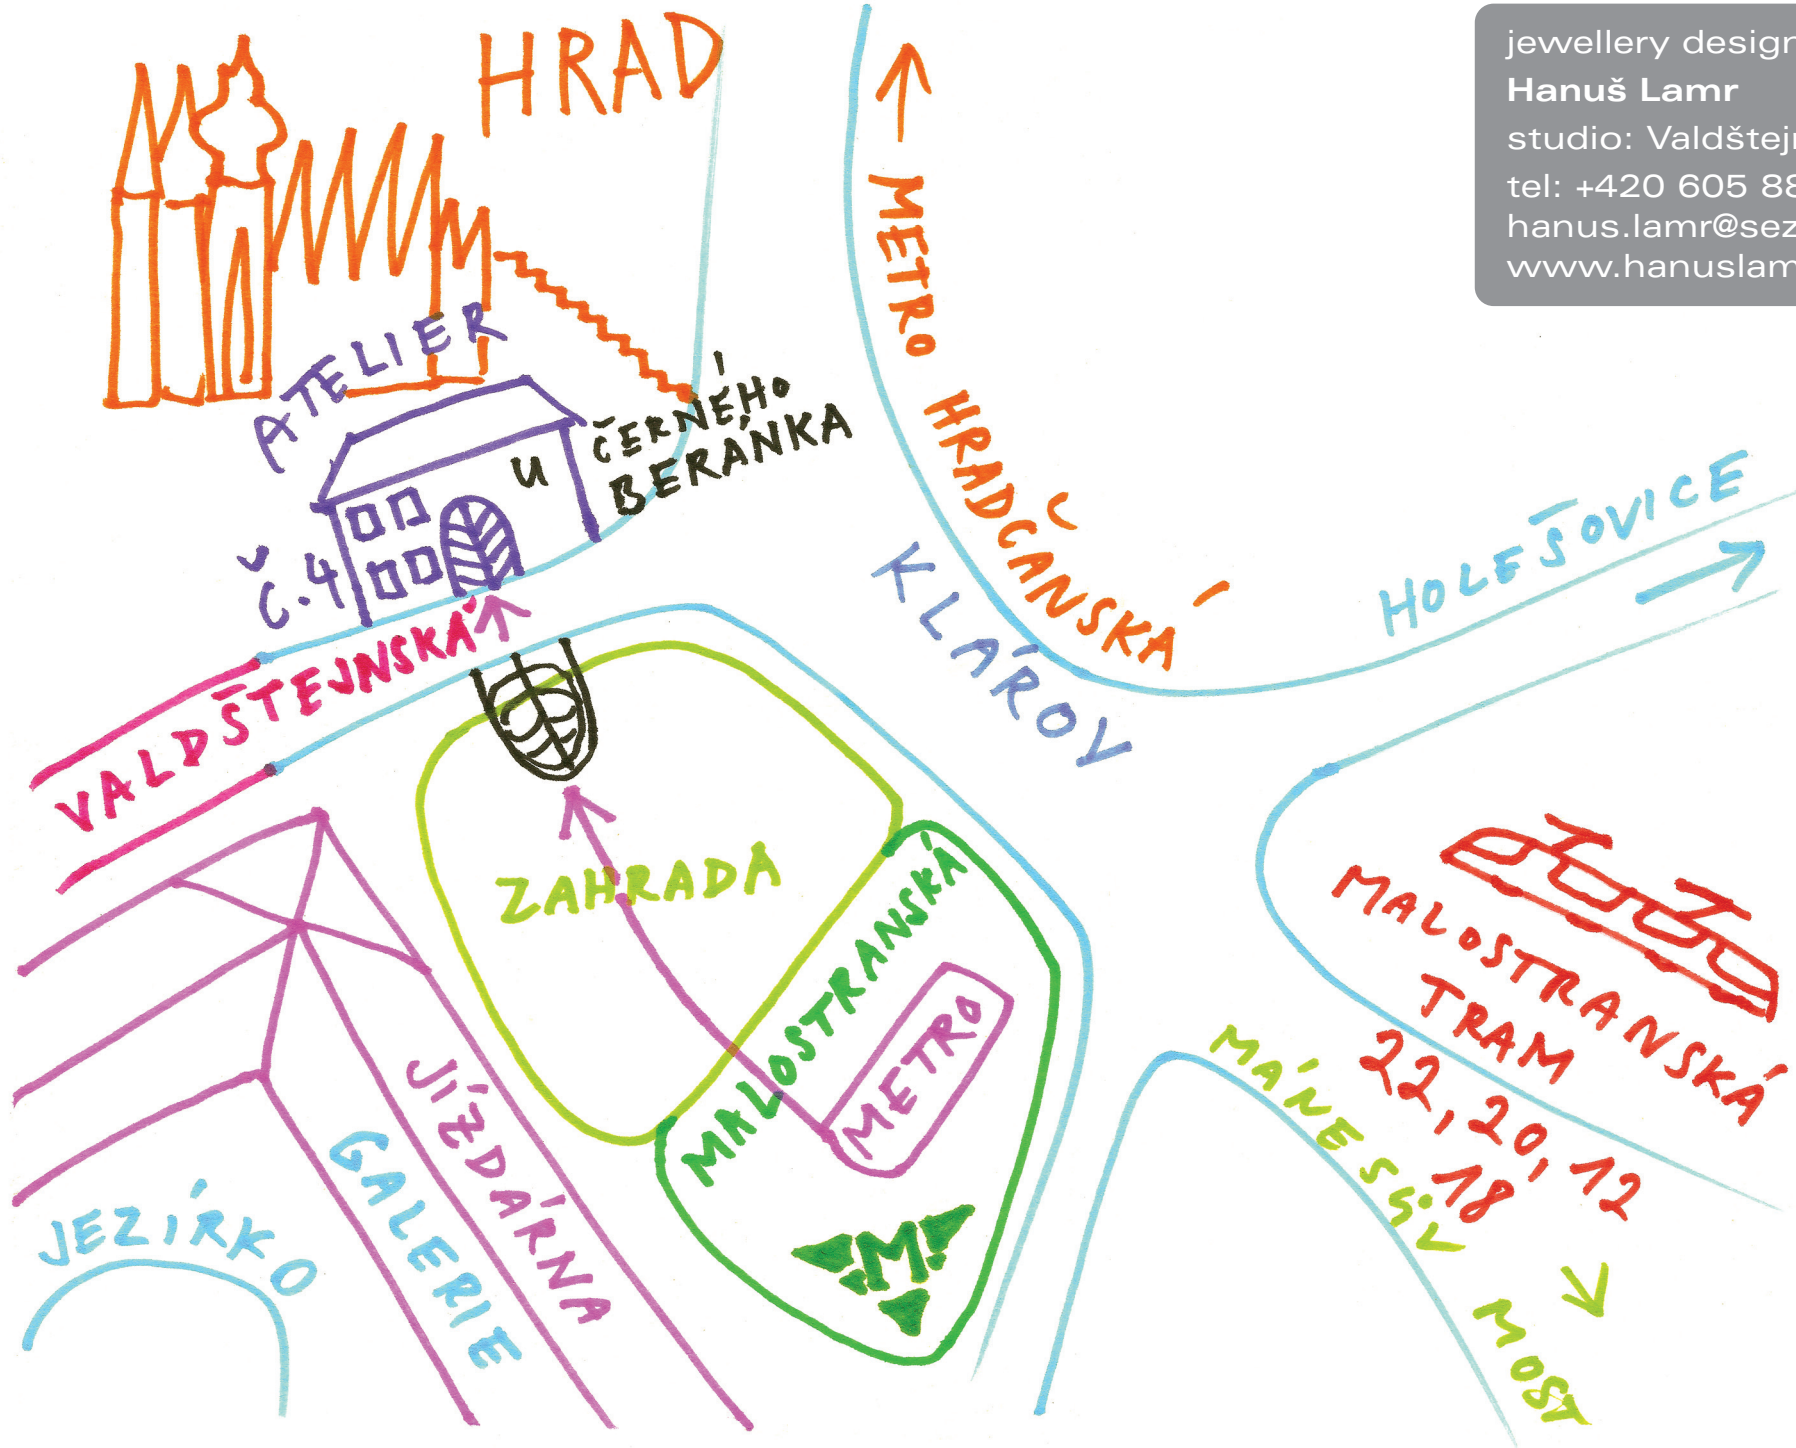 HRAD
jewellery design
Hanuš Lamr
studio: Valdštejn
tel: +420 605 88
hanus.lamr@sez
www.hanuslam
METRO HRADČANSKÁ
ATELIER
U ČERNÉHO
BERÁNKA
Č.4
KLÁROV
HOLEŠOVICE
VALDŠTEJNSKÁ
ZAHRADA
MALOSTRANSKÁ
METRO
M
MALOSTRANSKÁ
TRAM
22, 20, 12
18
MÁNESŮV
MOST
JÍZDÁRNA
GALERIE
JEZÍRKO